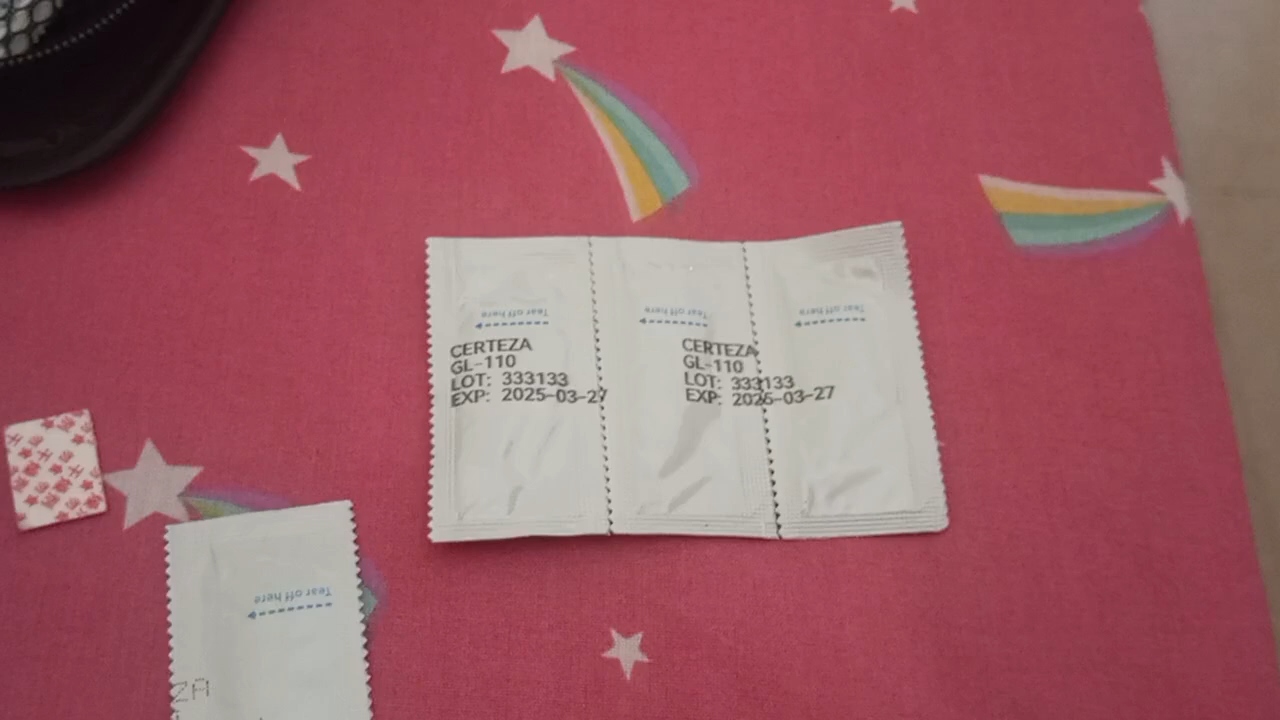 Tear off here
Tear off here
Tear off here
CERTEZA
GL-110
LOT: 333133
EXP: 2025-03-27
CERTEZA
GL-110
LOT: 333133
EXP: 2025-03-27
Tear off here
ZA